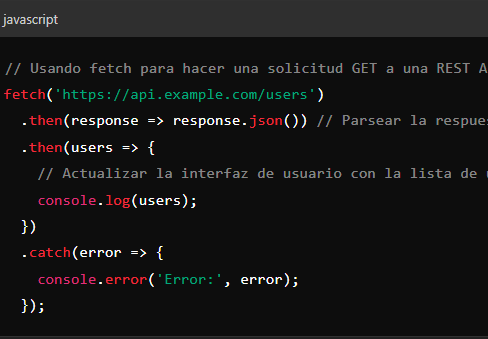 javascript
// Usando fetch para hacer una solicitud GET a una REST A
fetch('https://api.example.com/users')
.then(response => response.json()) // Parsear la
.then(users => {
// Actualizar la interfaz de usuario con la lista de
console.log(users);
})
.catch(error => {
console.error('Error:', error);
});